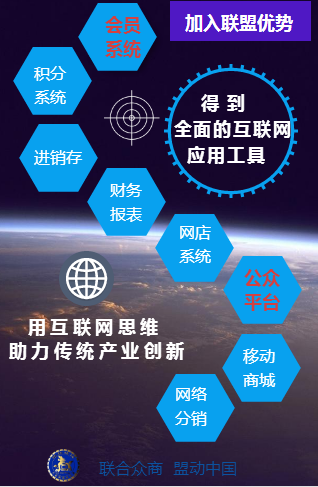 加入联盟优势
会员
系统
积分
系统
得 到
全面的互联网
应用工具
进销存
财务
报表
网店
系统
公众
平台
用互联网思维
助力传统产业创新
移动
商城
网络
分销
联合众商 盟动中国